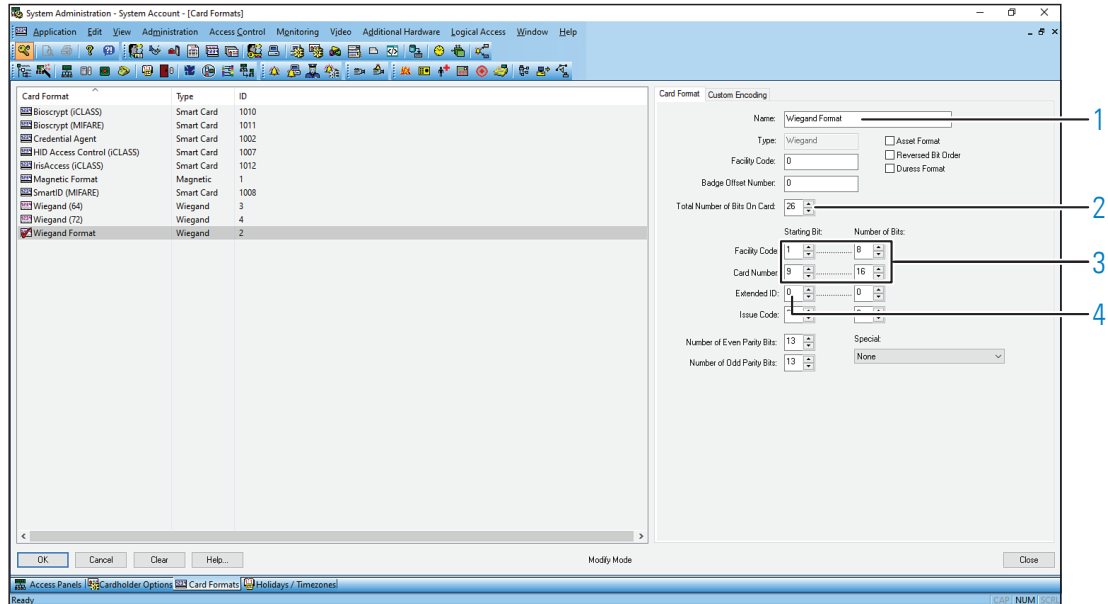 System Administration - System Account - [Card Formats]
Application Edit View Administration Access Control Monitoring Video Additional Hardware Logical Access Window Help
Card Format Type ID
Bioscrypt (iCLASS) Smart Card 1010
Bioscrypt (MIFARE) Smart Card 1011
Credential Agent Smart Card 1002
HID Access Control (iCLASS) Smart Card 1007
IrisAccess (iCLASS) Smart Card 1012
Magnetic Format Magnetic 1
SmartID (MIFARE) Smart Card 1008
Wiegand (64) Wiegand 3
Wiegand (72) Wiegand 4
Wiegand Format Wiegand 2
Card Format Custom Encoding
Name: Wiegand Format
1
Type: Wiegand
Asset Format
Reversed Bit Order
Duress Format
Facility Code: 0
Badge Offset Number: 0
Total Number of Bits On Card: 26
2
Starting Bit: Number of Bits:
Facility Code 1 8
3
Card Number 9 16
Extended ID: 0 0
4
Issue Code:
Number of Even Parity Bits: 13
Special:
None
Number of Odd Parity Bits: 13
OK Cancel Clear Help... Modify Mode Close
Access Panels Cardholder Options Card Formats Holidays / Timezones
Ready CAP NUM SCRL